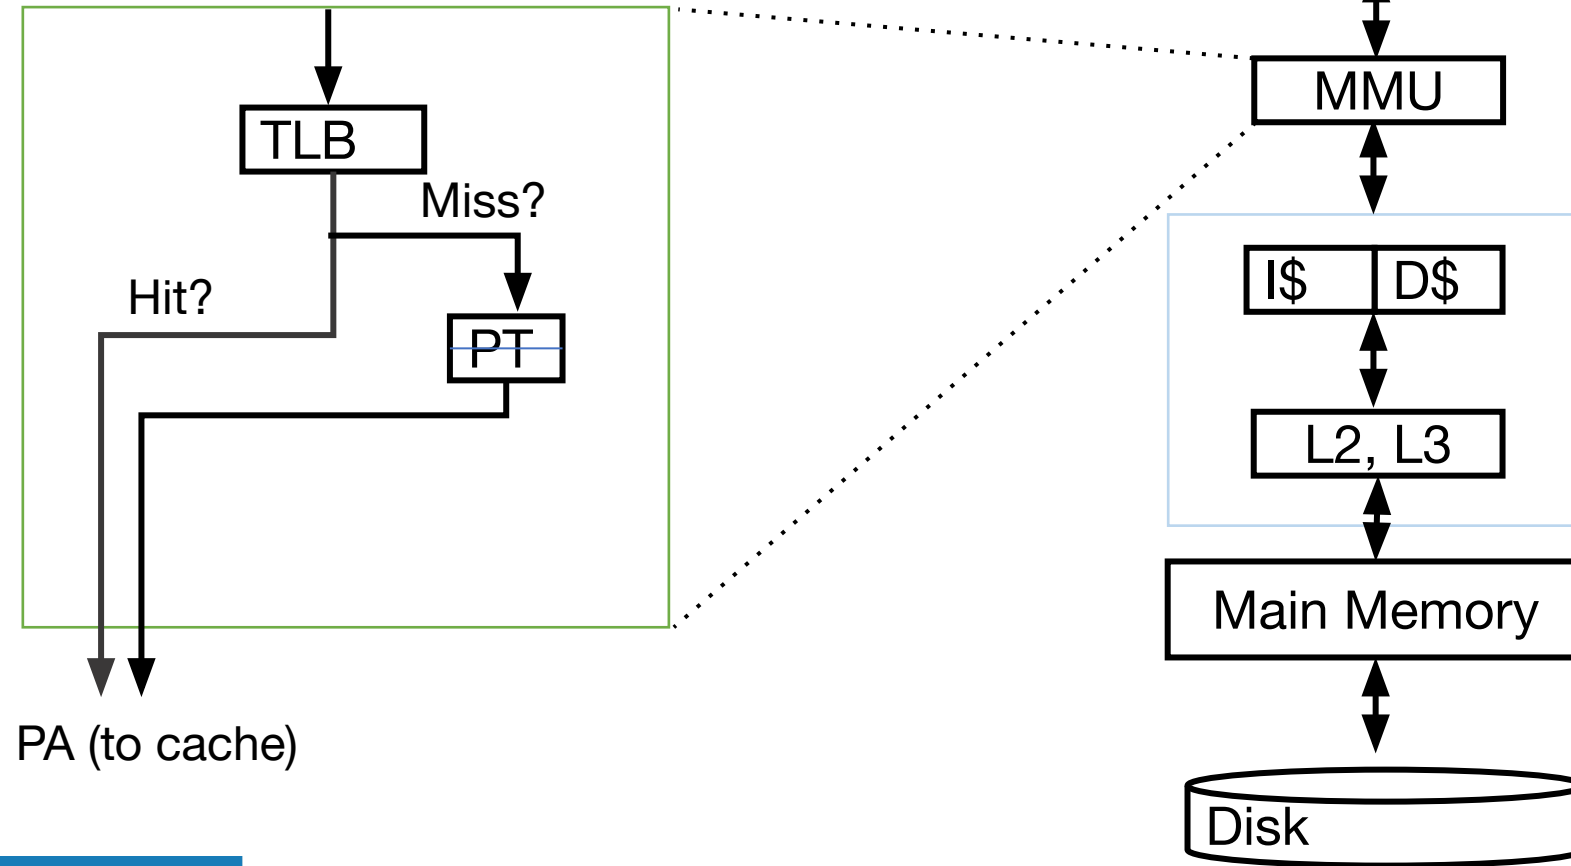 TLB
Miss?
Hit?
PT
PA (to cache)
MMU
I$ D$
L2, L3
Main Memory
Disk